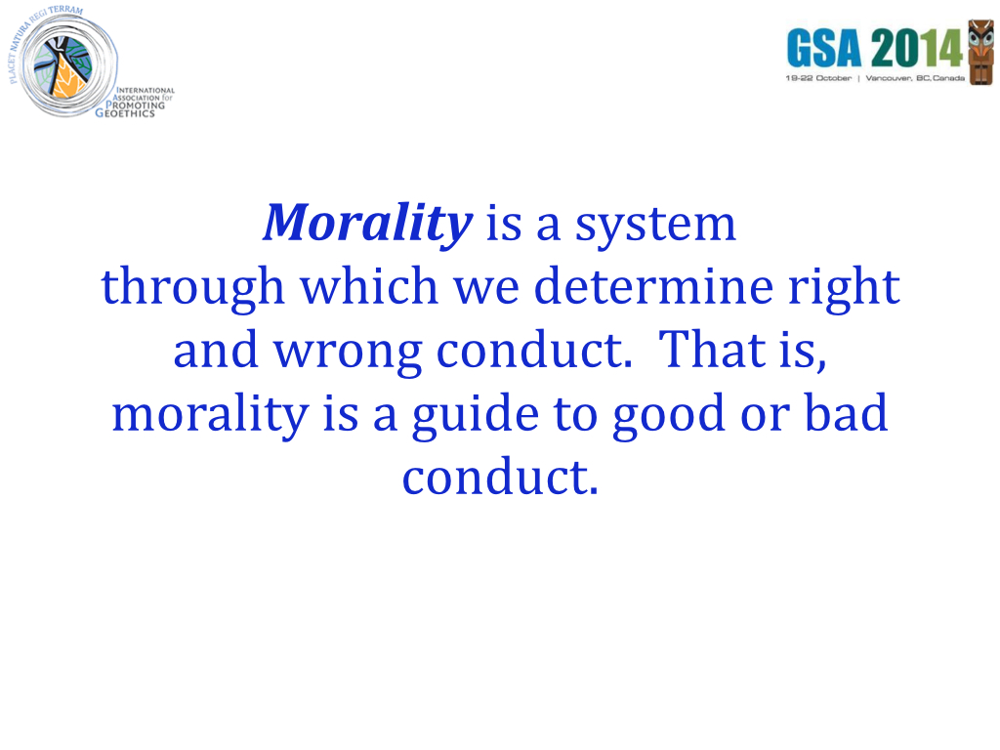 PLACET NATURA REGI TERRAM
INTERNATIONAL
ASSOCIATION for
PROMOTING
GEOETHICS
GSA 2014
19-22 October | Vancouver, BC, Canada
Morality is a system
through which we determine right
and wrong conduct.  That is,
morality is a guide to good or bad
conduct.